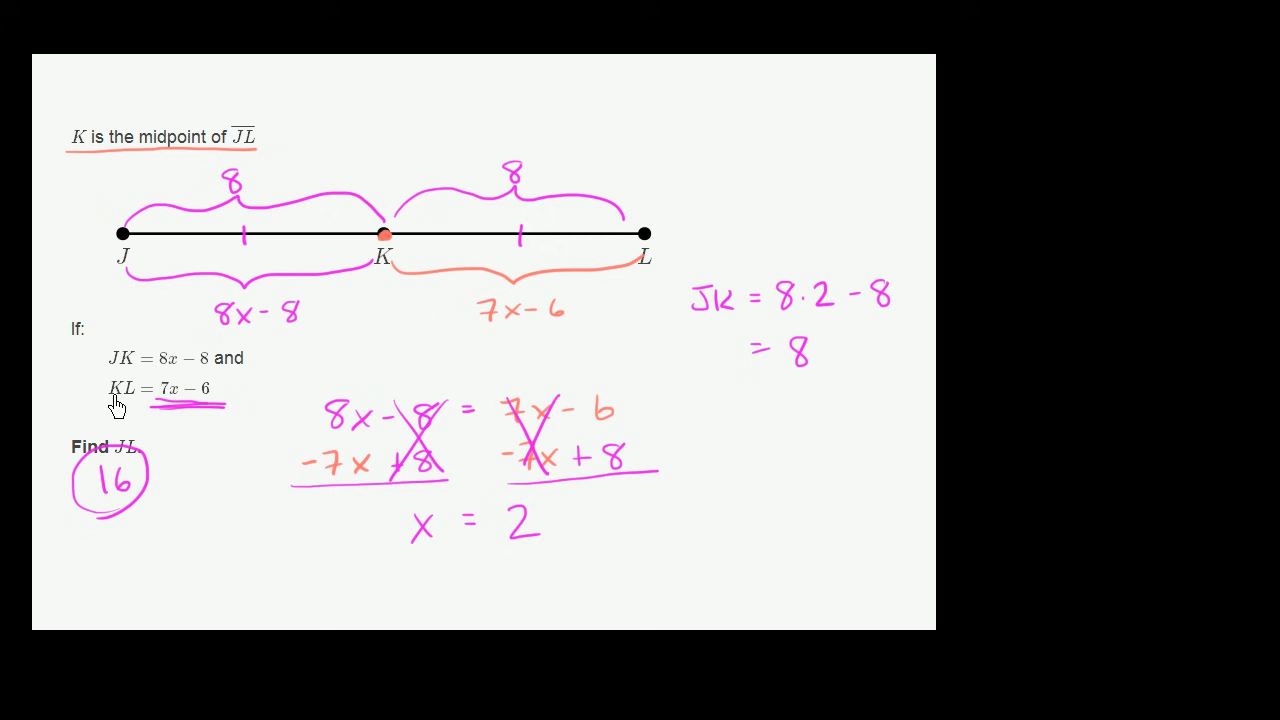 K is the midpoint of JL
8 8
J K L
8x - 8 7x - 6
JK = 8·2 - 8
= 8
If:
JK = 8x − 8 and
KL = 7x − 6
8x - 8 = 7x - 6
-7x +8 -7x + 8
Find JL.
16
x = 2